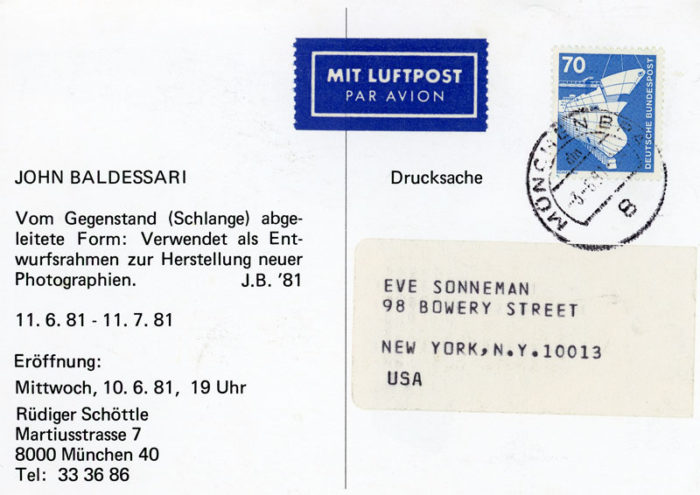 MIT LUFTPOST
PAR AVION
70
DEUTSCHE BUNDESPOST
MÜNCHEN
8
JOHN BALDESSARI
Drucksache
Vom Gegenstand (Schlange) abge-
leitete Form: Verwendet als Ent-
wurfsrahmen zur Herstellung neuer
Photographien. J.B. '81
11. 6. 81 - 11. 7. 81
Eröffnung:
Mittwoch, 10. 6. 81, 19 Uhr
Rüdiger Schöttle
Martiusstrasse 7
8000 München 40
Tel: 33 36 86
EVE SONNEMAN
98 BOWERY STREET
NEW YORK, N.Y. 10013
USA